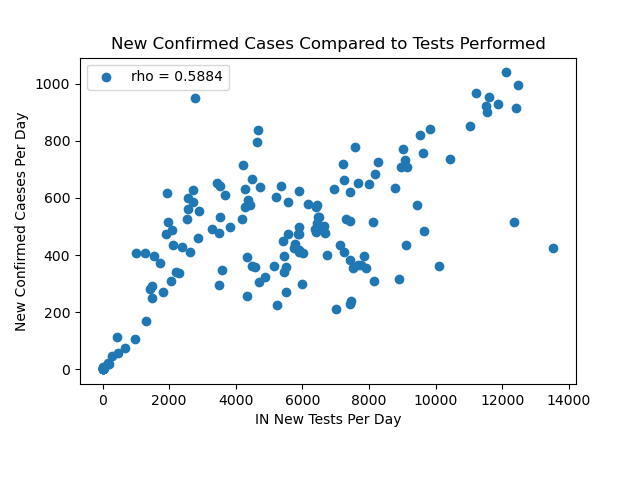 New Confirmed Cases Compared to Tests Performed
rho = 0.5884
New Confirmed Caeses Per Day
1000
800
600
400
200
0
0 2000 4000 6000 8000 10000 12000 14000
IN New Tests Per Day